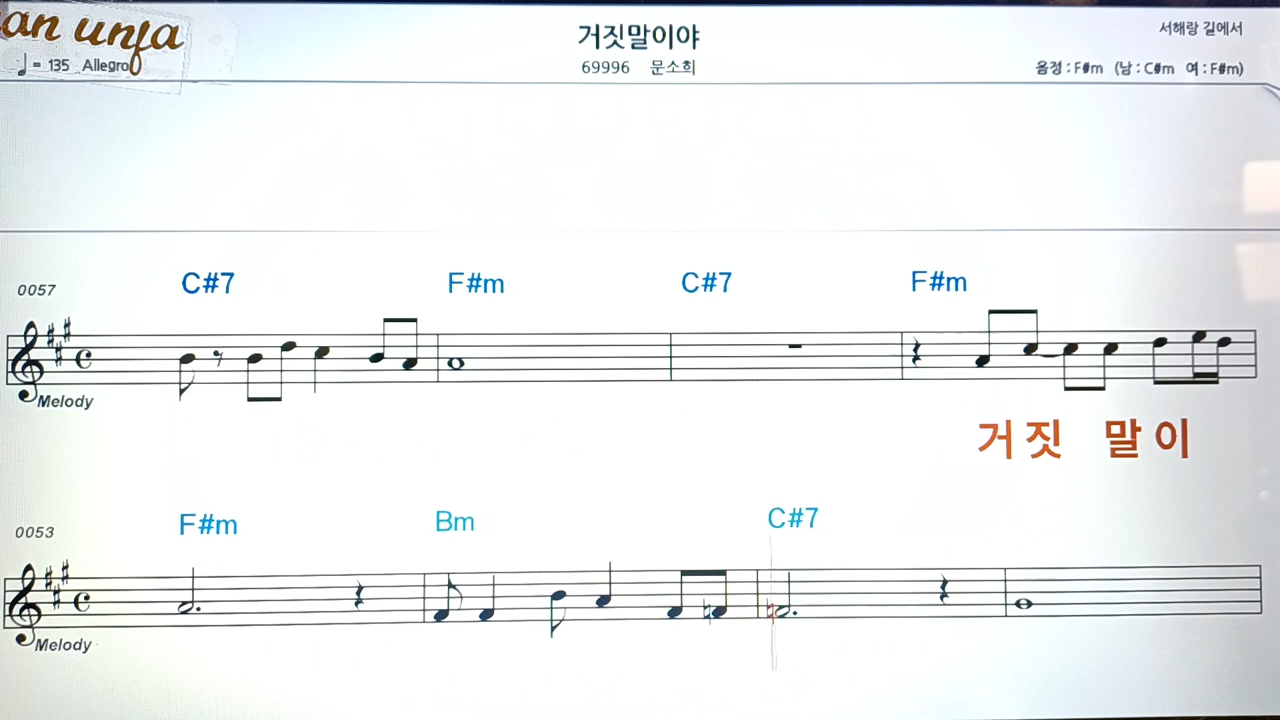 an unfa
거짓말이야
서해랑 길에서
♩= 135 Allegro
69996 문소희
음정 : F#m (남 : C#m 여 : F#m)
C#7 F#m C#7 F#m
0057
Melody
거 짓 말 이
F#m Bm C#7
0053
Melody